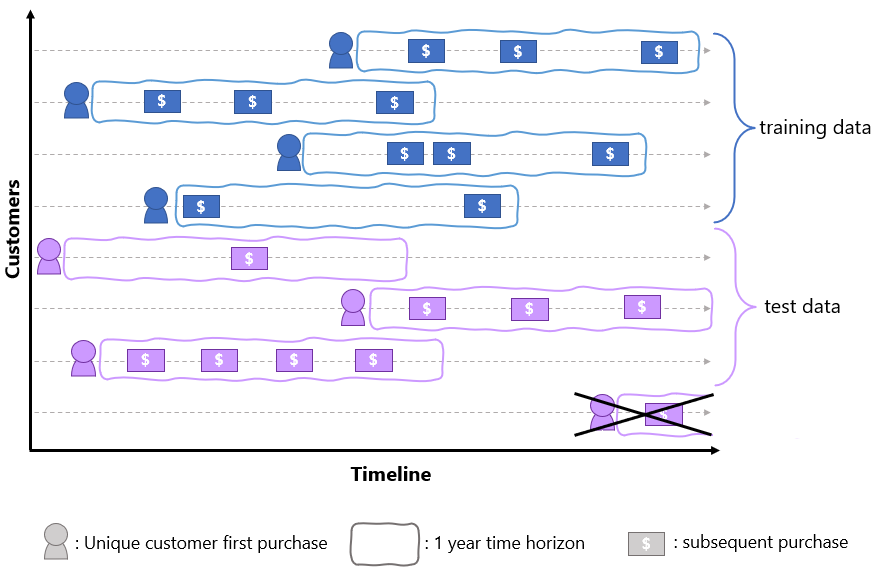 $ $ $
$ $ $
training data
$ $ $
$ $
Customers
$
$ $ $
test data
$ $ $ $
$
Timeline
: Unique customer first purchase
: 1 year time horizon
$ : subsequent purchase